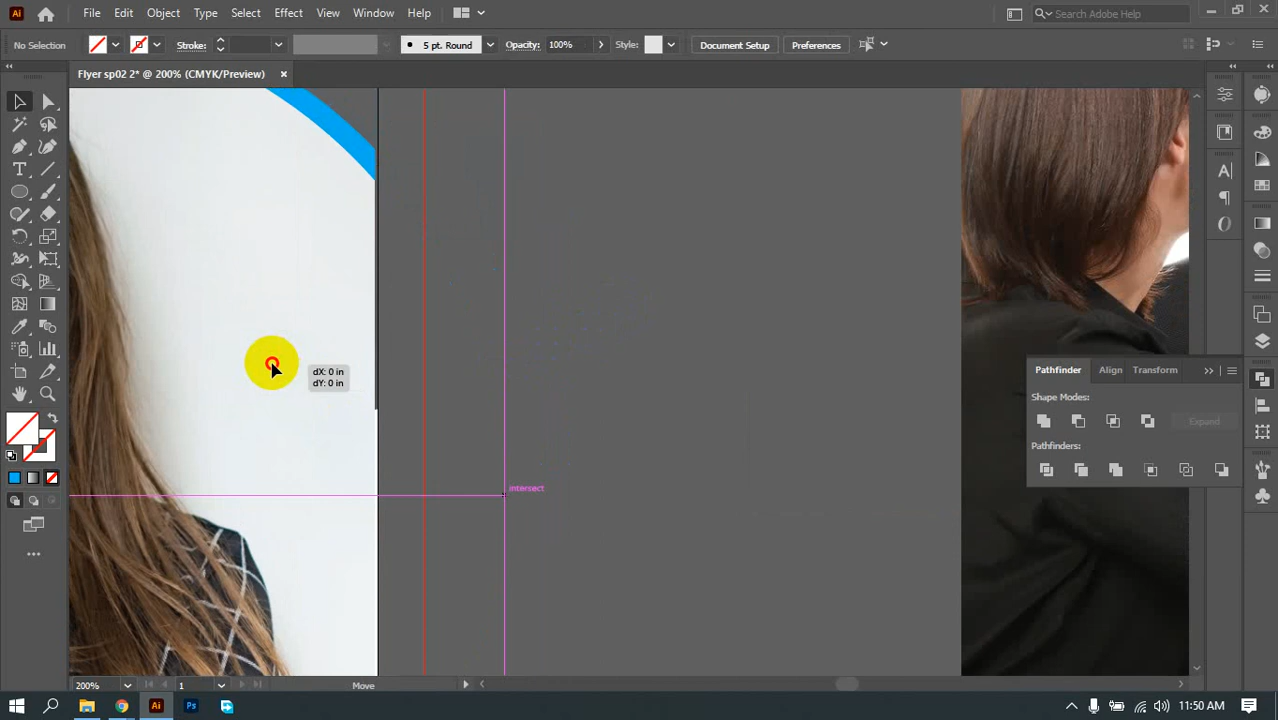 Ai
File Edit Object Type Select Effect View Window Help
Search Adobe Help
No Selection
Stroke:
5 pt. Round
Opacity: 100%
Style:
Document Setup
Preferences
Flyer sp02 2* @ 200% (CMYK/Preview)
dX: 0 in
dY: 0 in
intersect
Pathfinder Align Transform
Shape Modes:
Expand
Pathfinders:
200%
1
Move
Ai
Ps
11:50 AM